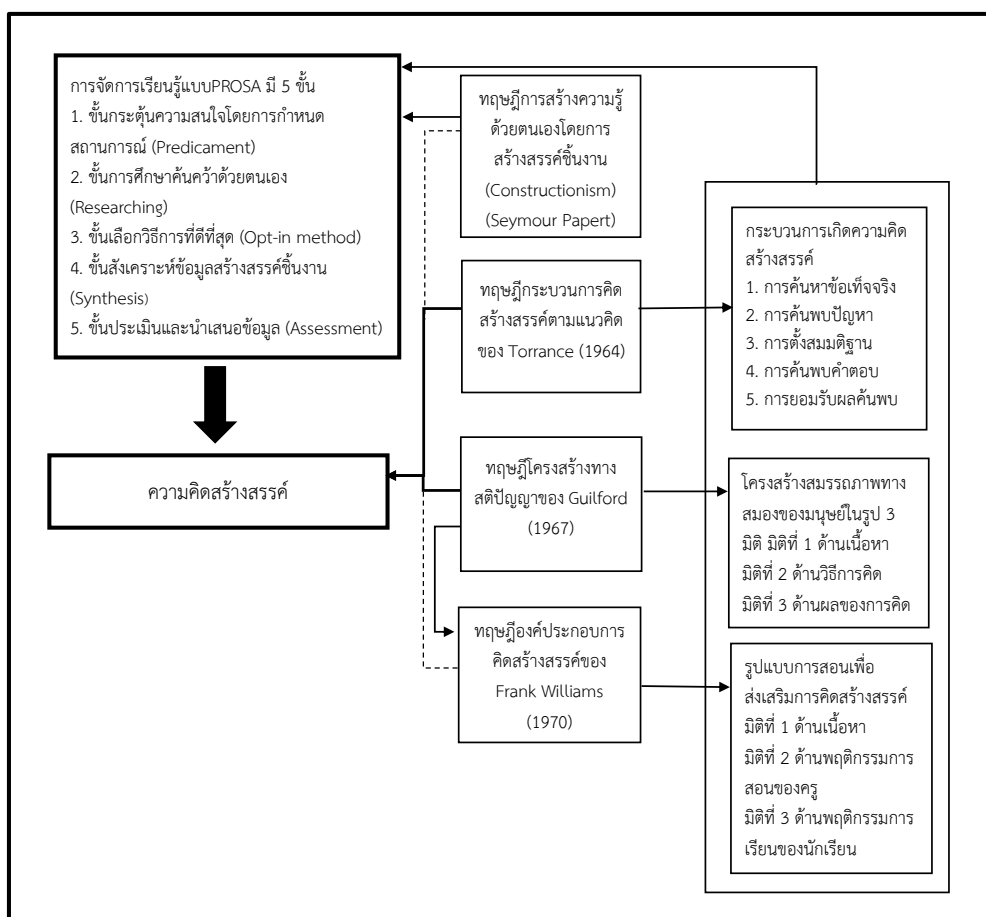 การจัดการเรียนรู้แบบPROSA มี 5 ขั้น
1. ขั้นกระตุ้นความสนใจโดยการกำหนด
สถานการณ์ (Predicament)
2. ขั้นการศึกษาค้นคว้าด้วยตนเอง
(Researching)
3. ขั้นเลือกวิธีการที่ดีที่สุด (Opt-in method)
4. ขั้นสังเคราะห์ข้อมูลสร้างสรรค์ชิ้นงาน
(Synthesis)
5. ขั้นประเมินและนำเสนอข้อมูล (Assessment)
ความคิดสร้างสรรค์
ทฤษฎีการสร้างความรู้
ด้วยตนเองโดยการ
สร้างสรรค์ชิ้นงาน
(Constructionism)
(Seymour Papert)
ทฤษฎีกระบวนการคิด
สร้างสรรค์ตามแนวคิด
ของ Torrance (1964)
ทฤษฎีโครงสร้างทาง
สติปัญญาของ Guilford
(1967)
ทฤษฎีองค์ประกอบการ
คิดสร้างสรรค์ของ
Frank Williams
(1970)
กระบวนการเกิดความคิด
สร้างสรรค์
1. การค้นหาข้อเท็จจริง
2. การค้นพบปัญหา
3. การตั้งสมมติฐาน
4. การค้นพบคำตอบ
5. การยอมรับผลค้นพบ
โครงสร้างสมรรถภาพทาง
สมองของมนุษย์ในรูป 3
มิติ มิติที่ 1 ด้านเนื้อหา
มิติที่ 2 ด้านวิธีการคิด
มิติที่ 3 ด้านผลของการคิด
รูปแบบการสอนเพื่อ
ส่งเสริมการคิดสร้างสรรค์
มิติที่ 1 ด้านเนื้อหา
มิติที่ 2 ด้านพฤติกรรมการ
สอนของครู
มิติที่ 3 ด้านพฤติกรรมการ
เรียนของนักเรียน